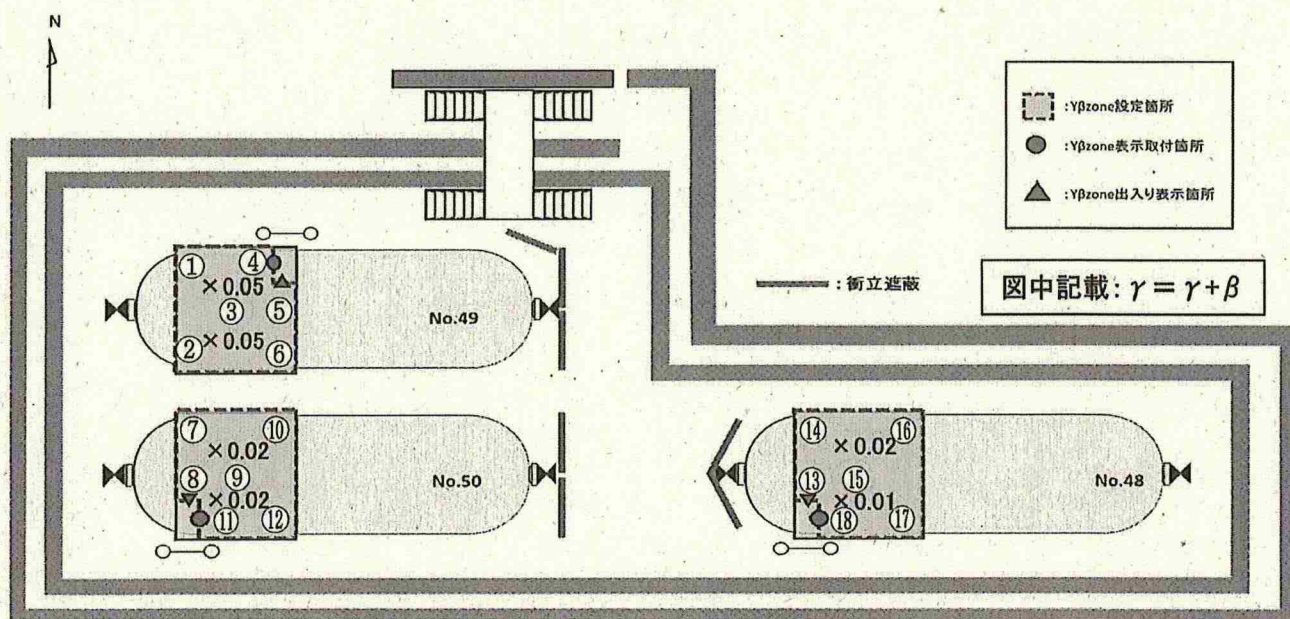 N
:Yβzone設定箇所
:Yβzone表示取付箇所
:Yβzone出入り表示箇所
:衝立遮蔽
図中記載:γ=γ+β
① ④
×0.05
③ ⑤
No.49
② ×0.05 ⑥
⑦ ⑩
×0.02
⑧ ⑨
No.50
×0.02
⑪ ⑫
⑭ ⑯
×0.02
⑬ ⑮
No.48
×0.01
⑱ ⑰